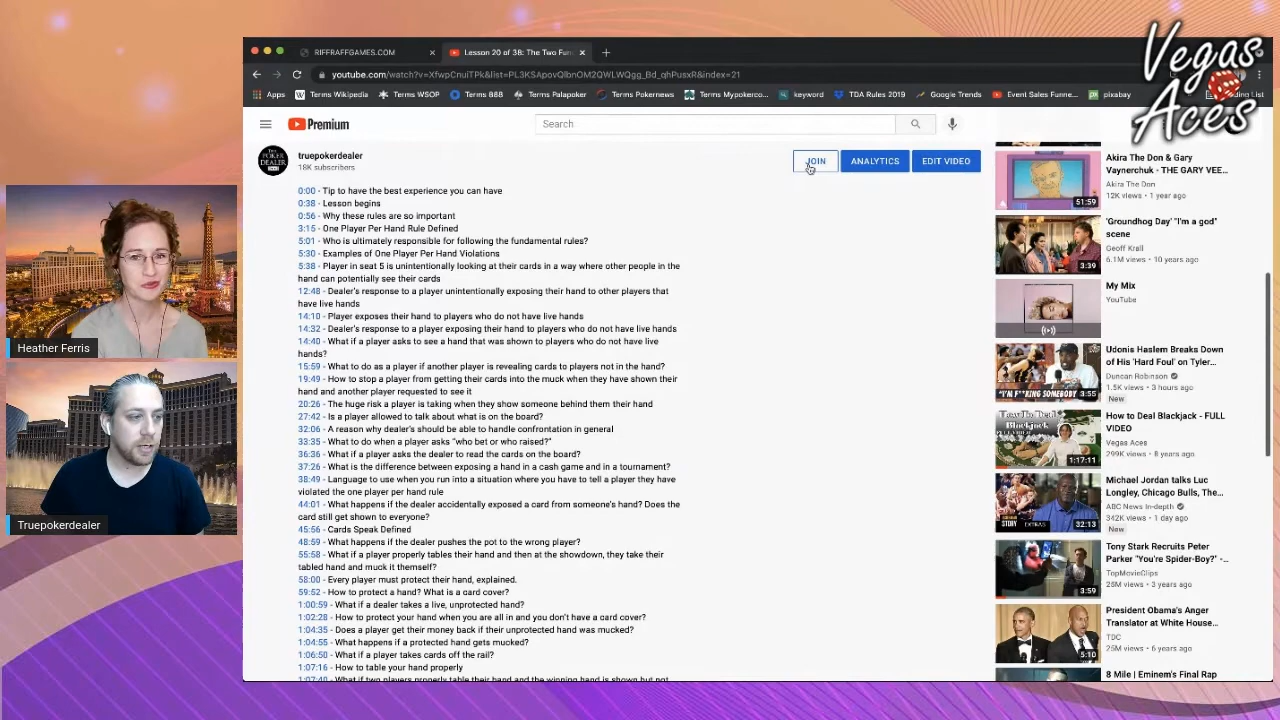 Vegas
Aces
RIFFRAFFGAMES.COM
Lesson 20 of 38: The Two Fun
youtube.com/watch?v=XfwpCnuiTPk&list=PL3KSApovQlbnOM2QWLWQgg_Bd_qhPusxR&index=21
Apps
Terms Wikipedia
Terms WSOP
Terms 888
Terms Palapoker
Terms Pokernews
Terms Mypokerco...
keyword
TDA Rules 2019
Google Trends
Event Sales Funne...
pixabay
Premium
Search
truepokerdealer
18K subscribers
JOIN
ANALYTICS
EDIT VIDEO
0:00 - Tip to have the best experience you can have
0:38 - Lesson begins
0:56 - Why these rules are so important
3:15 - One Player Per Hand Rule Defined
5:01 - Who is ultimately responsible for following the fundamental rules?
5:30 - Examples of One Player Per Hand Violations
5:38 - Player in seat 5 is unintentionally looking at their cards in a way where other people in the
hand can potentially see their cards
12:48 - Dealer's response to a player unintentionally exposing their hand to other players that
have live hands
14:10 - Player exposes their hand to players who do not have live hands
14:32 - Dealer's response to a player exposing their hand to players who do not have live hands
14:40 - What if a player asks to see a hand that was shown to players who do not have live
hands?
15:59 - What to do as a player if another player is revealing cards to players not in the hand?
19:49 - How to stop a player from getting their cards into the muck when they have shown their
hand and another player requested to see it
20:26 - The huge risk a player is taking when they show someone behind them their hand
27:42 - Is a player allowed to talk about what is on the board?
32:06 - A reason why dealer's should be able to handle confrontation in general
33:35 - What to do when a player asks "who bet or who raised?"
36:36 - What if a player asks the dealer to read the cards on the board?
37:26 - What is the difference between exposing a hand in a cash game and in a tournament?
38:49 - Language to use when you run into a situation where you have to tell a player they have
violated the one player per hand rule
44:01 - What happens if the dealer accidentally exposed a card from someone's hand? Does the
card still get shown to everyone?
45:56 - Cards Speak Defined
48:59 - What happens if the dealer pushes the pot to the wrong player?
55:58 - What if a player properly tables their hand and then at the showdown, they take their
tabled hand and muck it themself?
58:00 - Every player must protect their hand, explained.
59:52 - How to protect a hand? What is a card cover?
1:00:59 - What if a dealer takes a live, unprotected hand?
1:02:28 - How to protect your hand when you are all in and you don't have a card cover?
1:04:35 - Does a player get their money back if their unprotected hand was mucked?
1:04:55 - What happens if a protected hand gets mucked?
1:06:50 - What if a player takes cards off the rail?
1:07:16 - How to table your hand properly
1:07:40 - What if two players properly table their hand and the winning hand is shown but not
51:59
Akira The Don & Gary
Vaynerchuk - THE GARY VEE...
Akira The Don
12K views • 1 year ago
3:39
'Groundhog Day' "I'm a god"
scene
Geoff Krall
6.1M views • 10 years ago
My Mix
YouTube
"I'M F**KING SOMEBODY
3:55
Udonis Haslem Breaks Down
of His 'Hard Foul' on Tyler...
Duncan Robinson
1.5K views • 3 hours ago
New
How To Deal
Blackjack
FULL VIDEO
1:17:11
How to Deal Blackjack - FULL
VIDEO
Vegas Aces
299K views • 8 years ago
STORY
EXTRAS
32:13
Michael Jordan talks Luc
Longley, Chicago Bulls, The...
ABC News In-depth
342K views • 1 day ago
New
3:59
Tony Stark Recruits Peter
Parker "You're Spider-Boy?" -...
TopMovieClips
28M views • 3 years ago
5:10
President Obama's Anger
Translator at White House...
TDC
25M views • 6 years ago
8 Mile | Eminem's Final Rap
Heather Ferris
Truepokerdealer